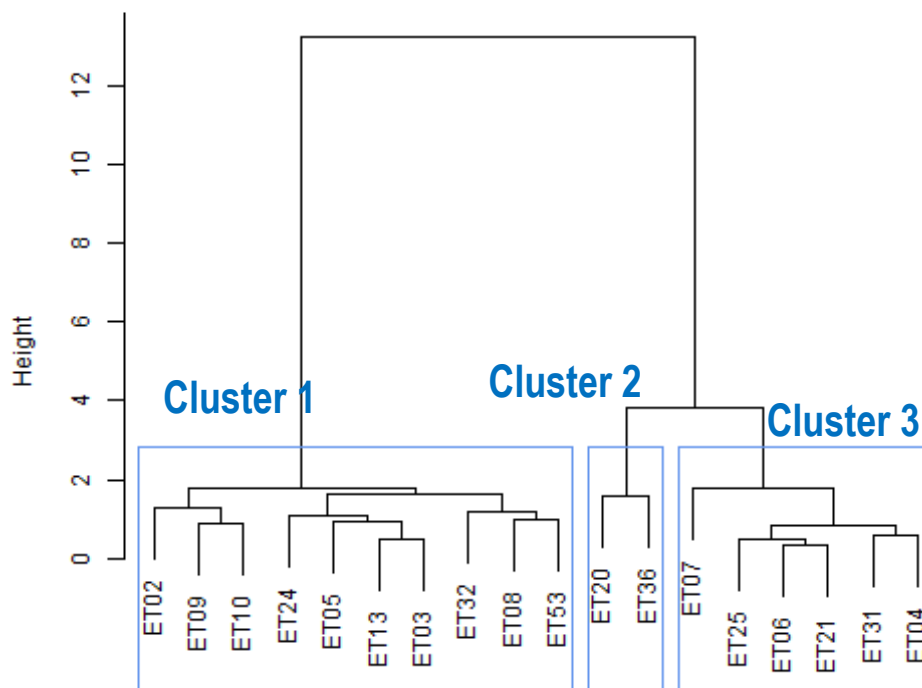 12
10
8
6
4
2
0
Height
Cluster 1
Cluster 2
Cluster 3
ET02
ET09
ET10
ET24
ET05
ET13
ET03
ET32
ET08
ET53
ET20
ET36
ET07
ET25
ET06
ET21
ET31
ET04